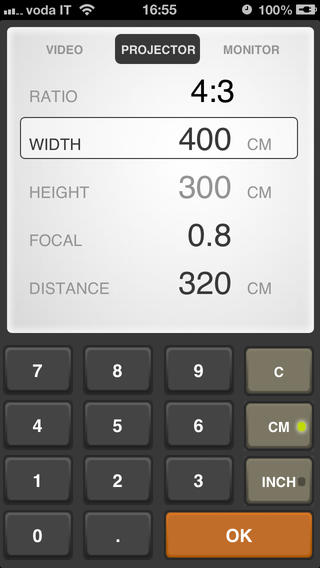 voda IT 16:55 100%
VIDEO PROJECTOR MONITOR
RATIO 4:3
WIDTH 400 CM
HEIGHT 300 CM
FOCAL 0.8
DISTANCE 320 CM
7 8 9 C
4 5 6 CM
1 2 3 INCH
0 . OK